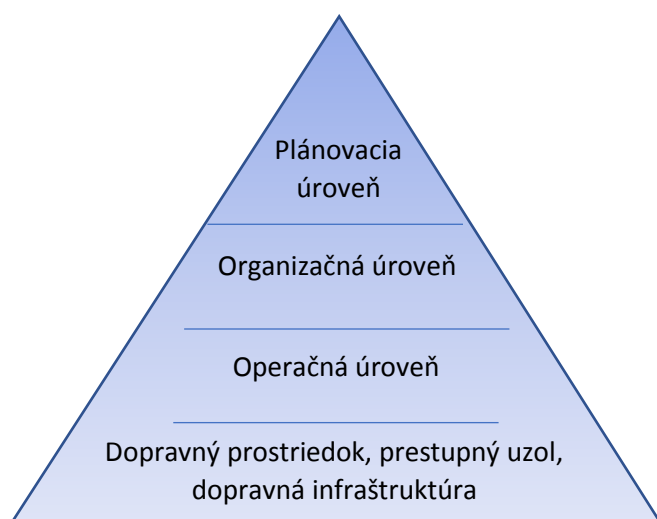 Plánovacia
úroveň
Organizačná úroveň
Operačná úroveň
Dopravný prostriedok, prestupný uzol,
dopravná infraštruktúra